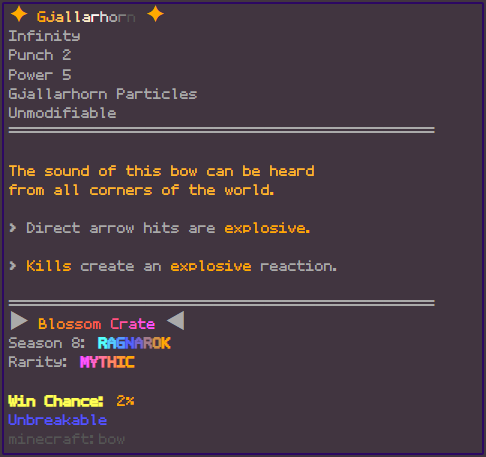 ✦ Gjallarhorn ✦
Infinity
Punch 2
Power 5
Gjallarhorn Particles
Unmodifiable
The sound of this bow can be heard
from all corners of the world.
> Direct arrow hits are explosive.
> Kills create an explosive reaction.
▶ Blossom Crate ◀
Season 8: RAGNAROK
Rarity: MYTHIC
Win Chance: 2%
Unbreakable
minecraft:bow